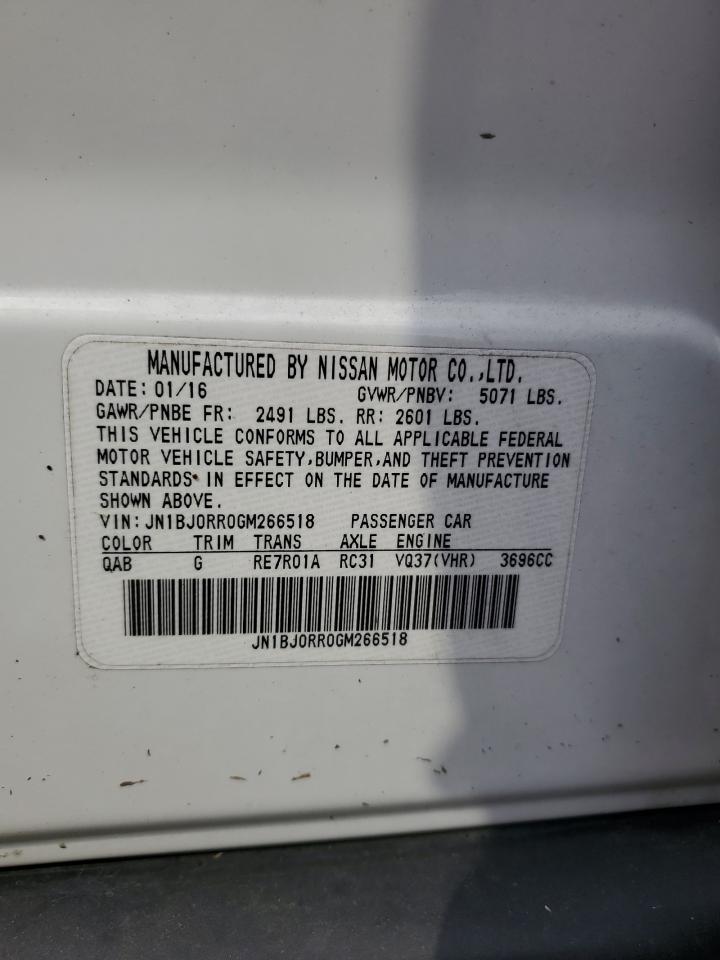 MANUFACTURED BY NISSAN MOTOR CO.,LTD.
DATE: 01/16 GVWR/PNBV: 5071 LBS.
GAWR/PNBE FR: 2491 LBS. RR: 2601 LBS.
THIS VEHICLE CONFORMS TO ALL APPLICABLE FEDERAL
MOTOR VEHICLE SAFETY,BUMPER,AND THEFT PREVENTION
STANDARDS IN EFFECT ON THE DATE OF MANUFACTURE
SHOWN ABOVE.
VIN:JN1BJ0RR0GM266518 PASSENGER CAR
COLOR TRIM TRANS AXLE ENGINE
QAB G RE7R01A RC31 VQ37(VHR) 3696CC
JN1BJ0RR0GM266518